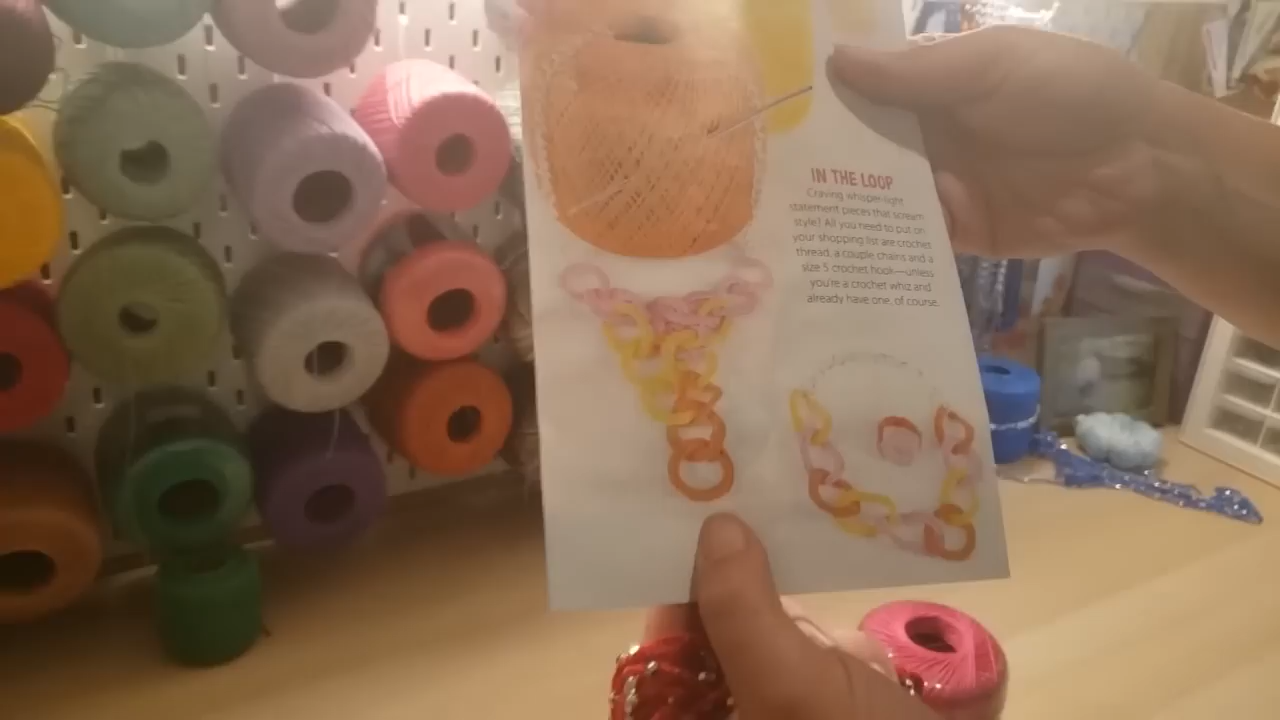 IN THE LOOP
Craving whisper-light
statement pieces that scream
style? All you need to put on
your shopping list are crochet
thread, a couple chains and a
size 5 crochet hook—unless
you're a crochet whiz and
already have one, of course.